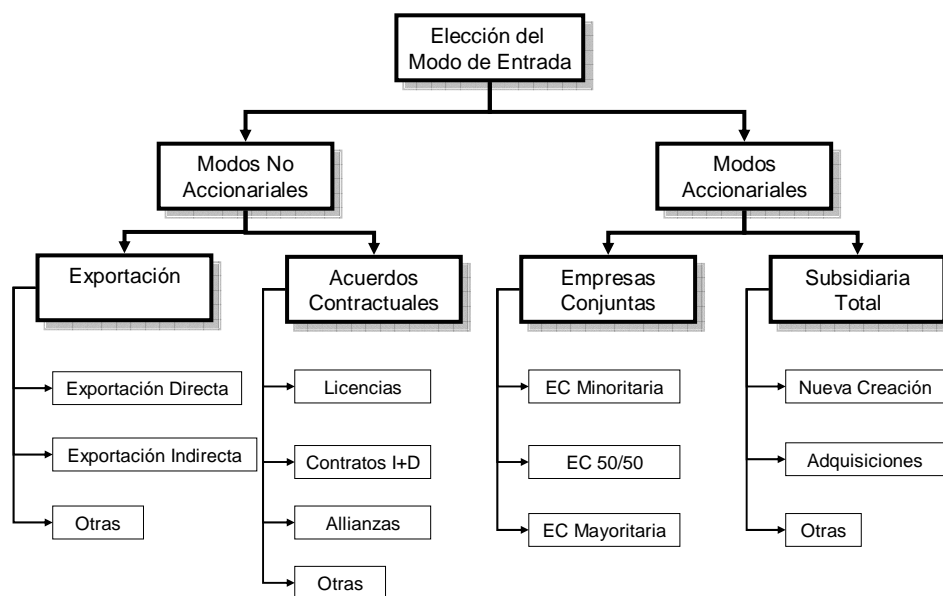 Elección del
Modo de Entrada
Modos No
Accionariales
Modos
Accionariales
Exportación
Acuerdos
Contractuales
Empresas
Conjuntas
Subsidiaria
Total
Exportación Directa
Exportación Indirecta
Otras
Licencias
Contratos I+D
Allianzas
Otras
EC Minoritaria
EC 50/50
EC Mayoritaria
Nueva Creación
Adquisiciones
Otras